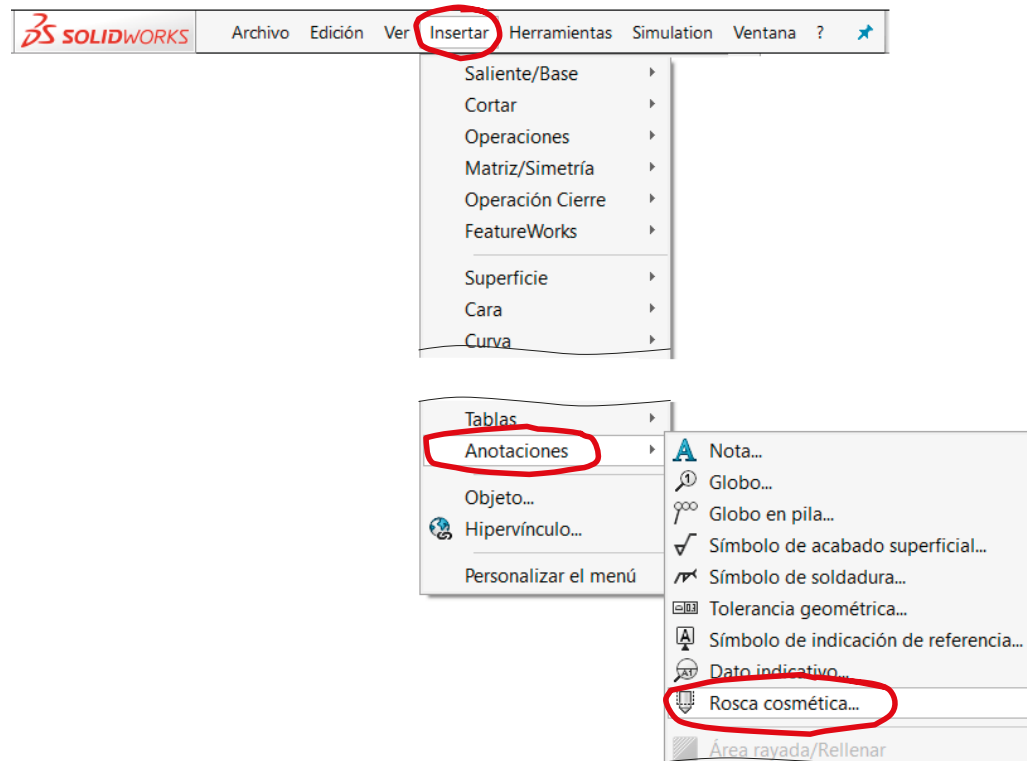 SOLIDWORKS Archivo Edición Ver Insertar Herramientas Simulation Ventana ?
Saliente/Base
Cortar
Operaciones
Matriz/Simetría
Operación Cierre
FeatureWorks
Superficie
Cara
Curva
Tablas
Anotaciones
Objeto...
Hipervínculo...
Personalizar el menú
Nota...
Globo...
Globo en pila...
Símbolo de acabado superficial...
Símbolo de soldadura...
Tolerancia geométrica...
Símbolo de indicación de referencia...
Dato indicativo...
Rosca cosmética...
Área rayada/Rellenar